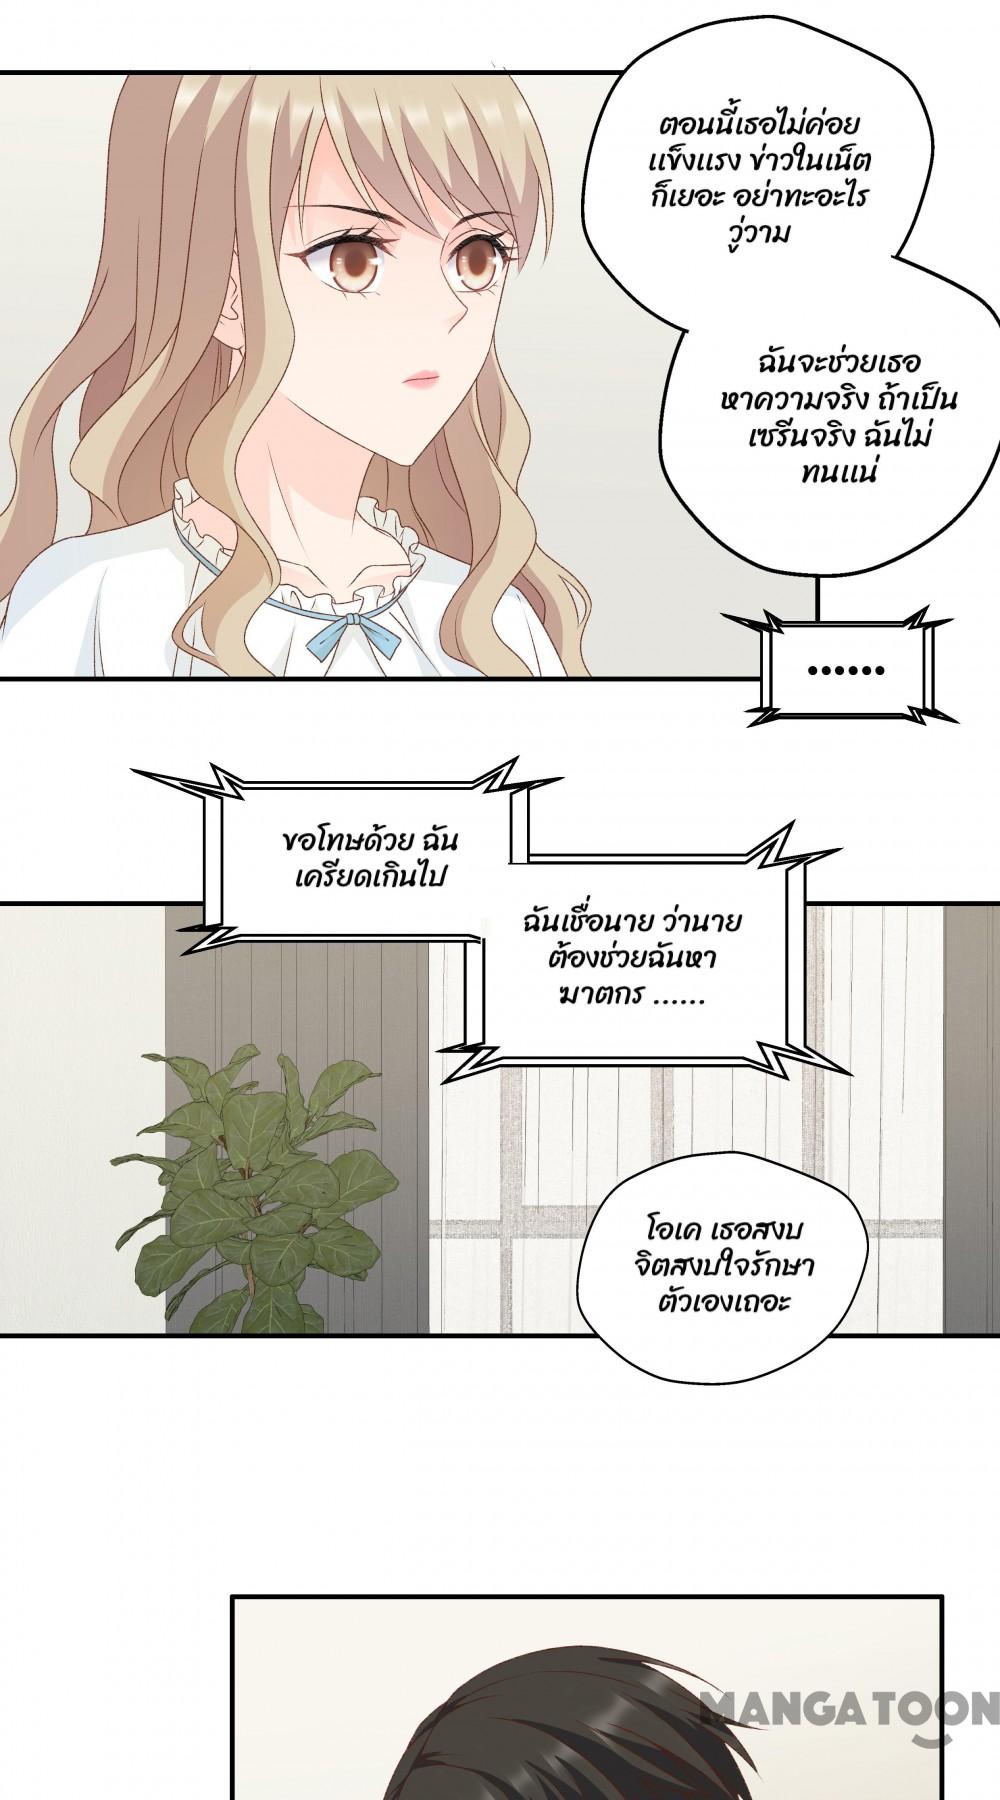 ตอนนี้เธอไม่ค่อย
แข็งแรง ข่าวในเน็ต
ก็เยอะ อย่าทะอะไร
วู่วาม
ฉันจะช่วยเธอ
หาความจริง ถ้าเป็น
เซรีนจริง ฉันไม่
ทนแน่
......
ขอโทษด้วย ฉัน
เครียดเกินไป
ฉันเชื่อนาย ว่านาย
ต้องช่วยฉันหา
ฆาตกร ......
โอเค เธอสงบ
จิตสงบใจรักษา
ตัวเองเถอะ
MANGATOON